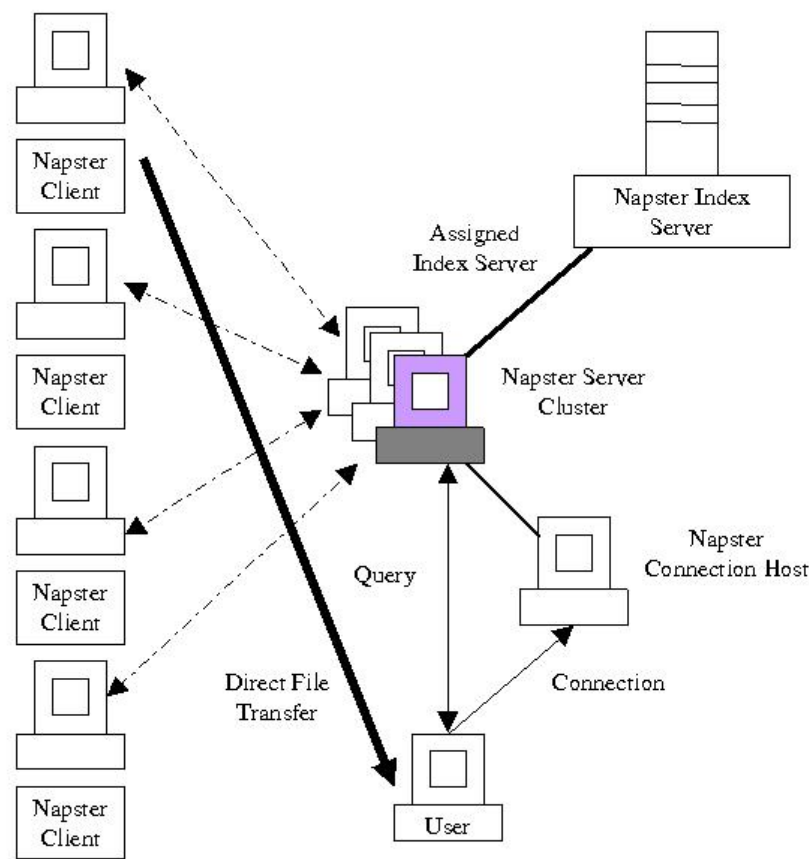 Napster
Client
Napster Index
Server
Assigned
Index Server
Napster
Client
Napster Server
Cluster
Napster
Client
Napster
Connection Host
Query
Direct File
Transfer
Connection
Napster
Client
User